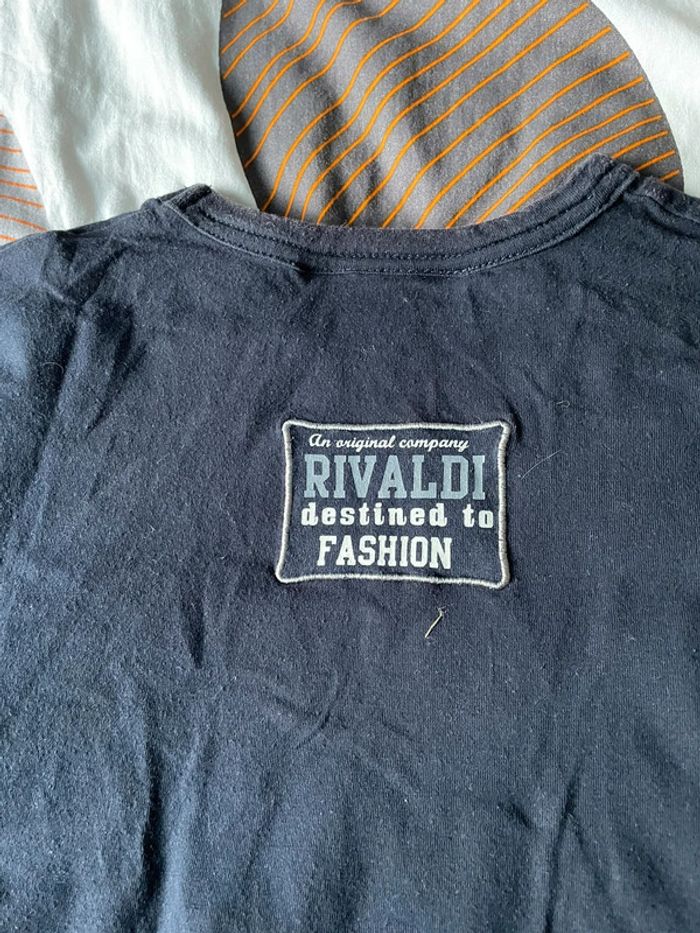 An original company
RIVALDI
destined to
FASHION